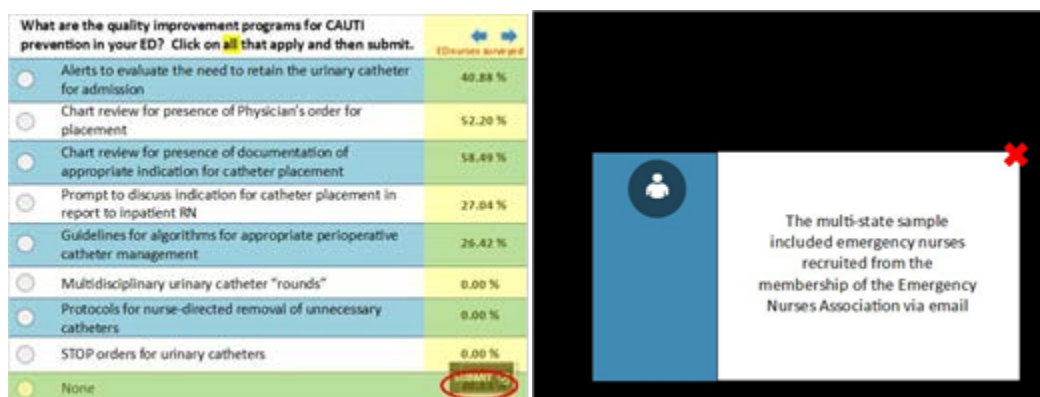 What are the quality improvement programs for CAUTI
prevention in your ED? Click on all that apply and then submit.
ED nurses surveyed
Alerts to evaluate the need to retain the urinary catheter
for admission
40.88 %
Chart review for presence of Physician's order for
placement
52.20 %
Chart review for presence of documentation of
appropriate indication for catheter placement
58.49 %
Prompt to discuss indication for catheter placement in
report to inpatient RN
27.04 %
Guidelines for algorithms for appropriate perioperative
catheter management
26.42 %
Multidisciplinary urinary catheter "rounds"
0.00 %
Protocols for nurse-directed removal of unnecessary
catheters
0.00 %
STOP orders for urinary catheters
0.00 %
None
The multi-state sample
included emergency nurses
recruited from the
membership of the Emergency
Nurses Association via email